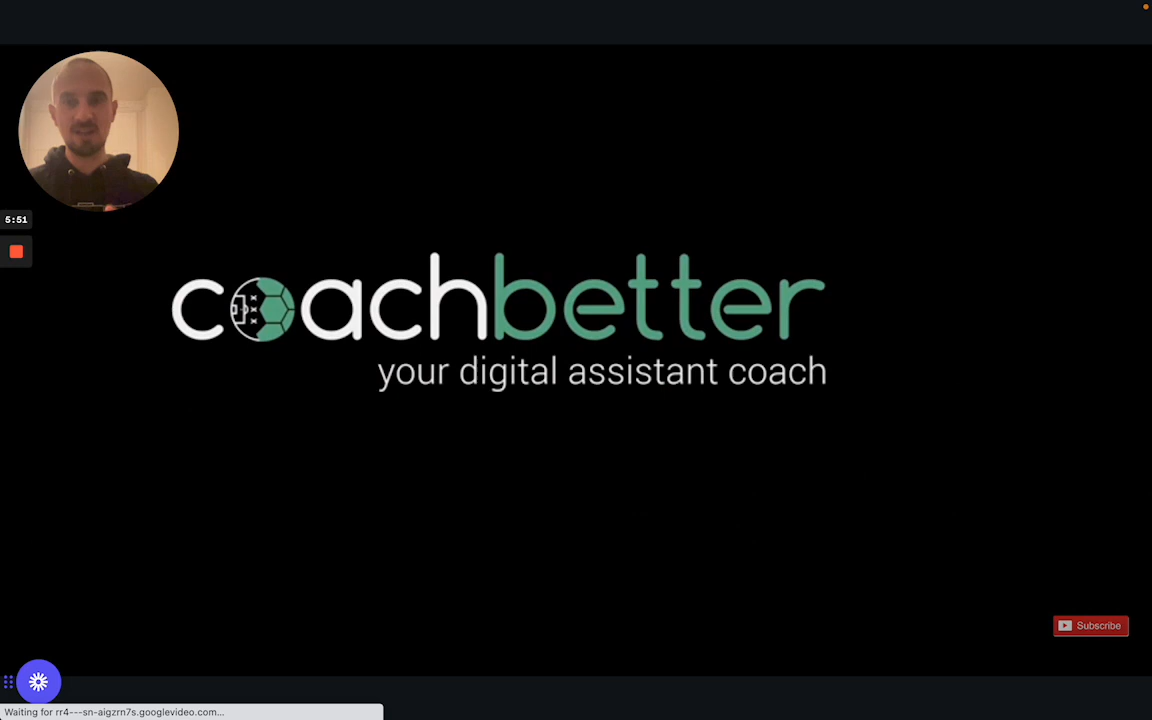 5:51
coachbetter
your digital assistant coach
Subscribe
Waiting for rr4---sn-aigzrn7s.googlevideo.com...